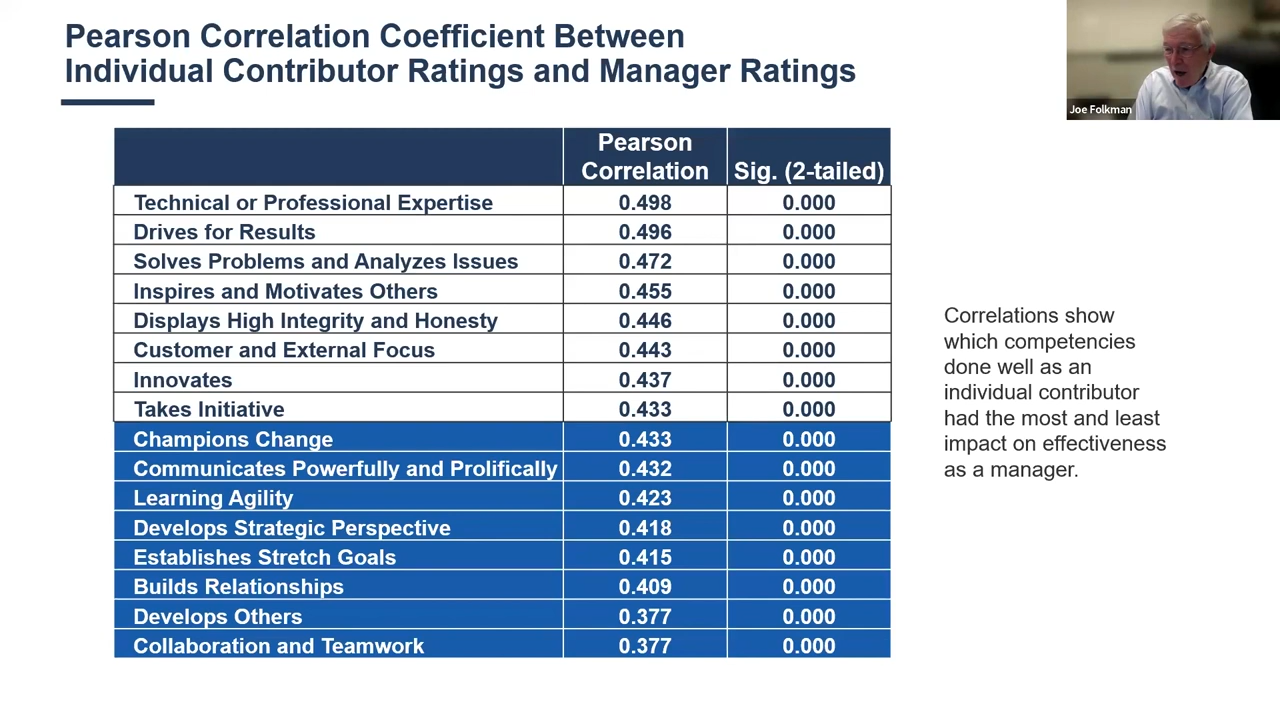 Pearson Correlation Coefficient Between
Individual Contributor Ratings and Manager Ratings
Joe Folkman
Pearson Correlation Sig. (2-tailed)
Technical or Professional Expertise 0.498 0.000
Drives for Results 0.496 0.000
Solves Problems and Analyzes Issues 0.472 0.000
Inspires and Motivates Others 0.455 0.000
Displays High Integrity and Honesty 0.446 0.000
Customer and External Focus 0.443 0.000
Innovates 0.437 0.000
Takes Initiative 0.433 0.000
Champions Change 0.433 0.000
Communicates Powerfully and Prolifically 0.432 0.000
Learning Agility 0.423 0.000
Develops Strategic Perspective 0.418 0.000
Establishes Stretch Goals 0.415 0.000
Builds Relationships 0.409 0.000
Develops Others 0.377 0.000
Collaboration and Teamwork 0.377 0.000
Correlations show
which competencies
done well as an
individual contributor
had the most and least
impact on effectiveness
as a manager.